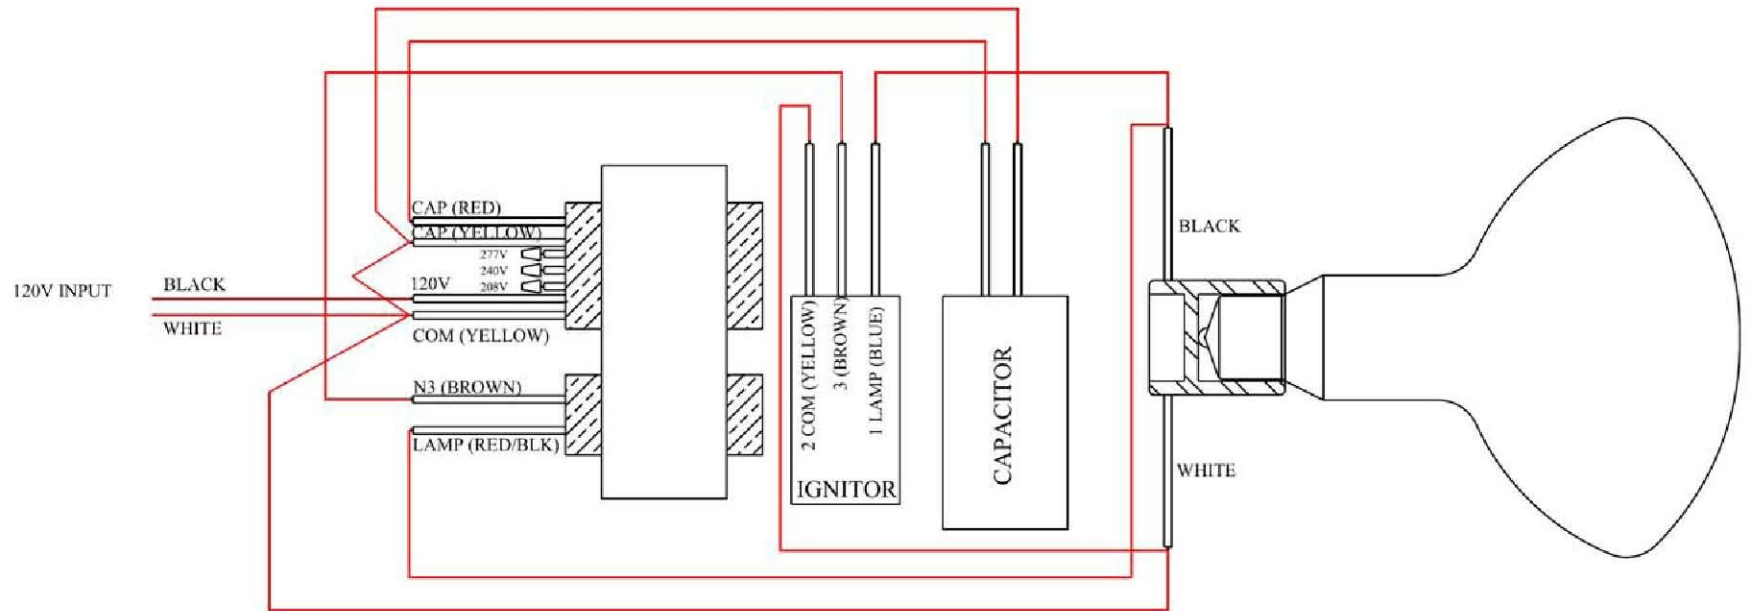 CAP (RED)
CAP (YELLOW)
277V
240V
208V
120V
120V INPUT
BLACK
WHITE
COM (YELLOW)
N3 (BROWN)
LAMP (RED/BLK)
2 COM (YELLOW)
3 (BROWN)
1 LAMP (BLUE)
IGNITOR
CAPACITOR
BLACK
WHITE